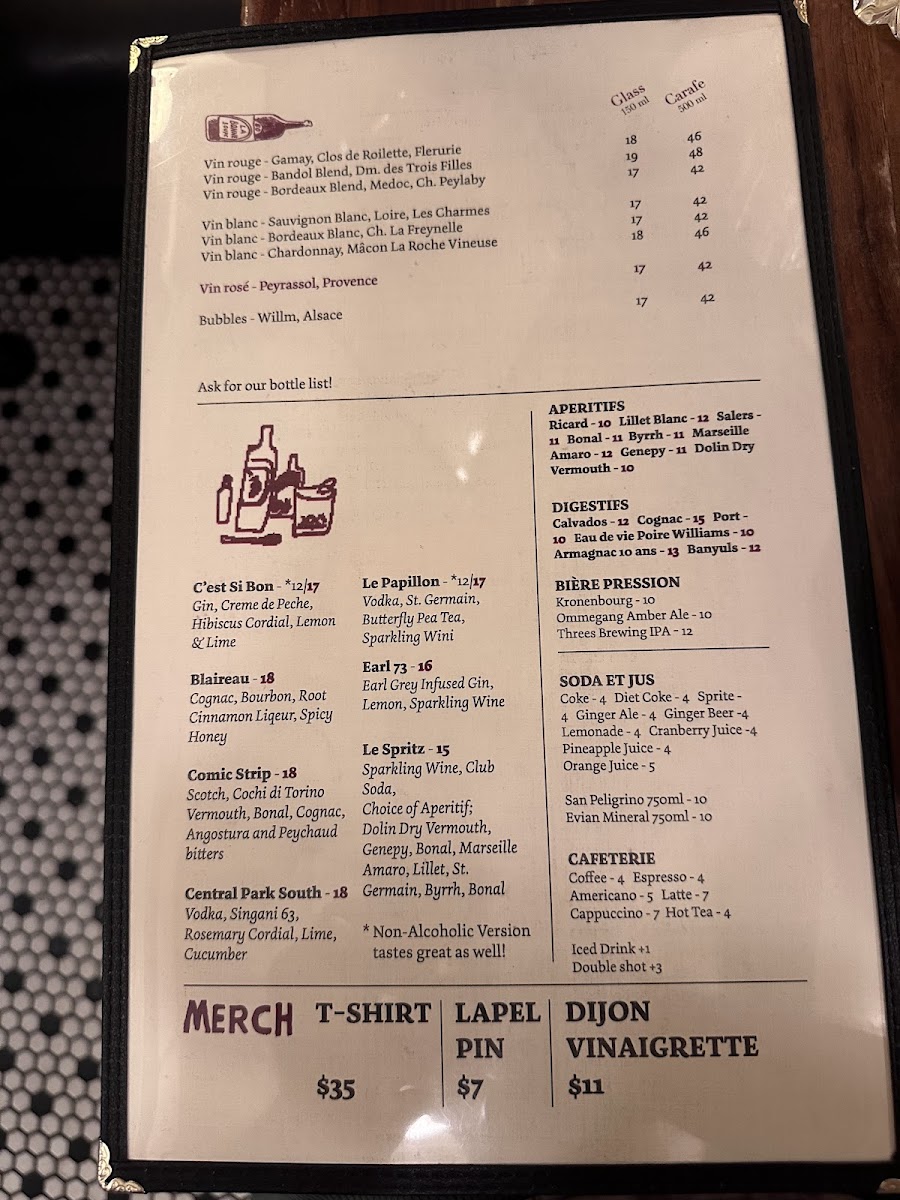 Glass Carafe
150 ml 500 ml
Vin rouge - Gamay, Clos de Roilette, Flerurie 18 46
Vin rouge - Bandol Blend, Dm. des Trois Filles 19 48
Vin rouge - Bordeaux Blend, Medoc, Ch. Peylaby 17 42
Vin blanc - Sauvignon Blanc, Loire, Les Charmes 17 42
Vin blanc - Bordeaux Blanc, Ch. La Freynelle 17 42
Vin blanc - Chardonnay, Mâcon La Roche Vineuse 18 46
Vin rosé - Peyrassol, Provence 17 42
Bubbles - Willm, Alsace 17 42
Ask for our bottle list!
C'est Si Bon - *12/17
Gin, Creme de Peche,
Hibiscus Cordial, Lemon
& Lime
Blaireau - 18
Cognac, Bourbon, Root
Cinnamon Liqeur, Spicy
Honey
Comic Strip - 18
Scotch, Cochi di Torino
Vermouth, Bonal, Cognac,
Angostura and Peychaud
bitters
Central Park South - 18
Vodka, Singani 63,
Rosemary Cordial, Lime,
Cucumber
Le Papillon - *12/17
Vodka, St. Germain,
Butterfly Pea Tea,
Sparkling Wini
Earl 73 - 16
Earl Grey Infused Gin,
Lemon, Sparkling Wine
Le Spritz - 15
Sparkling Wine, Club
Soda,
Choice of Aperitif;
Dolin Dry Vermouth,
Genepy, Bonal, Marseille
Amaro, Lillet, St.
Germain, Byrrh, Bonal
* Non-Alcoholic Version
tastes great as well!
APERITIFS
Ricard - 10 Lillet Blanc - 12 Salers -
11 Bonal - 11 Byrrh - 11 Marseille
Amaro - 12 Genepy - 11 Dolin Dry
Vermouth - 10
DIGESTIFS
Calvados - 12 Cognac - 15 Port -
10 Eau de vie Poire Williams - 10
Armagnac 10 ans - 13 Banyuls - 12
BIÈRE PRESSION
Kronenbourg - 10
Ommegang Amber Ale - 10
Threes Brewing IPA - 12
SODA ET JUS
Coke - 4 Diet Coke - 4 Sprite -
4 Ginger Ale - 4 Ginger Beer -4
Lemonade - 4 Cranberry Juice -4
Pineapple Juice - 4
Orange Juice - 5
San Peligrino 750ml - 10
Evian Mineral 750ml - 10
CAFETERIE
Coffee - 4 Espresso - 4
Americano - 5 Latte - 7
Cappuccino - 7 Hot Tea - 4
Iced Drink +1
Double shot +3
MERCH
T-SHIRT
$35
LAPEL
PIN
$7
DIJON
VINAIGRETTE
$11